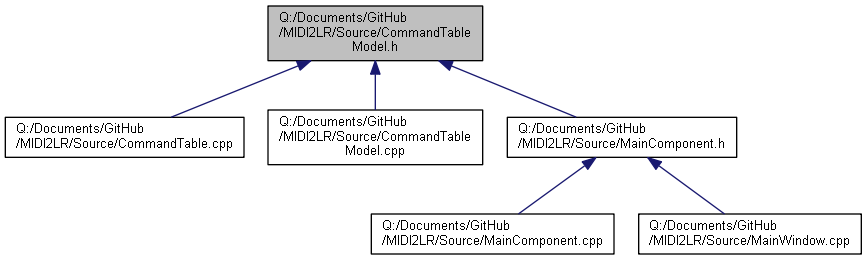 Q:/Documents/GitHub
/MIDI2LR/Source/CommandTable
Model.h
Q:/Documents/GitHub
/MIDI2LR/Source/CommandTable.cpp
Q:/Documents/GitHub
/MIDI2LR/Source/CommandTable
Model.cpp
Q:/Documents/GitHub
/MIDI2LR/Source/MainComponent.h
Q:/Documents/GitHub
/MIDI2LR/Source/MainComponent.cpp
Q:/Documents/GitHub
/MIDI2LR/Source/MainWindow.cpp